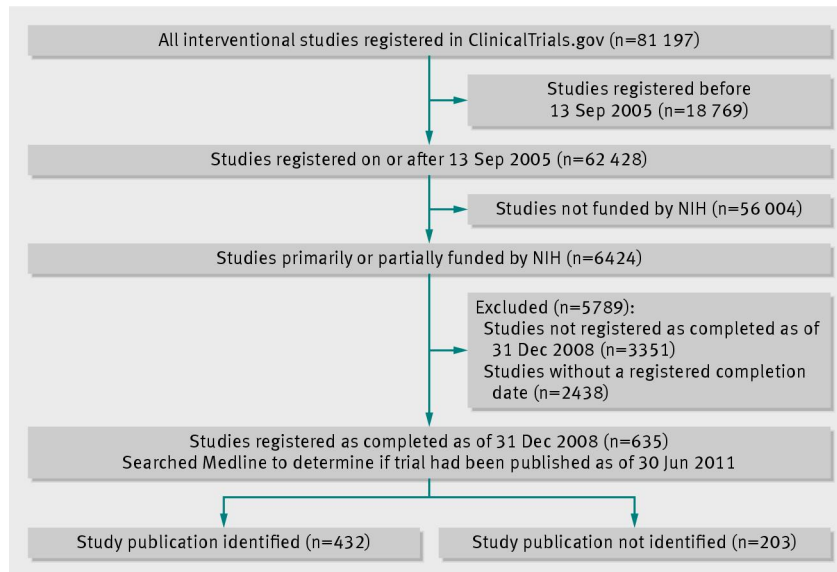 All interventional studies registered in ClinicalTrials.gov (n=81 197)
Studies registered before
13 Sep 2005 (n=18 769)
Studies registered on or after 13 Sep 2005 (n=62 428)
Studies not funded by NIH (n=56 004)
Studies primarily or partially funded by NIH (n=6424)
Excluded (n=5789):
Studies not registered as completed as of
31 Dec 2008 (n=3351)
Studies without a registered completion
date (n=2438)
Studies registered as completed as of 31 Dec 2008 (n=635)
Searched Medline to determine if trial had been published as of 30 Jun 2011
Study publication identified (n=432)
Study publication not identified (n=203)